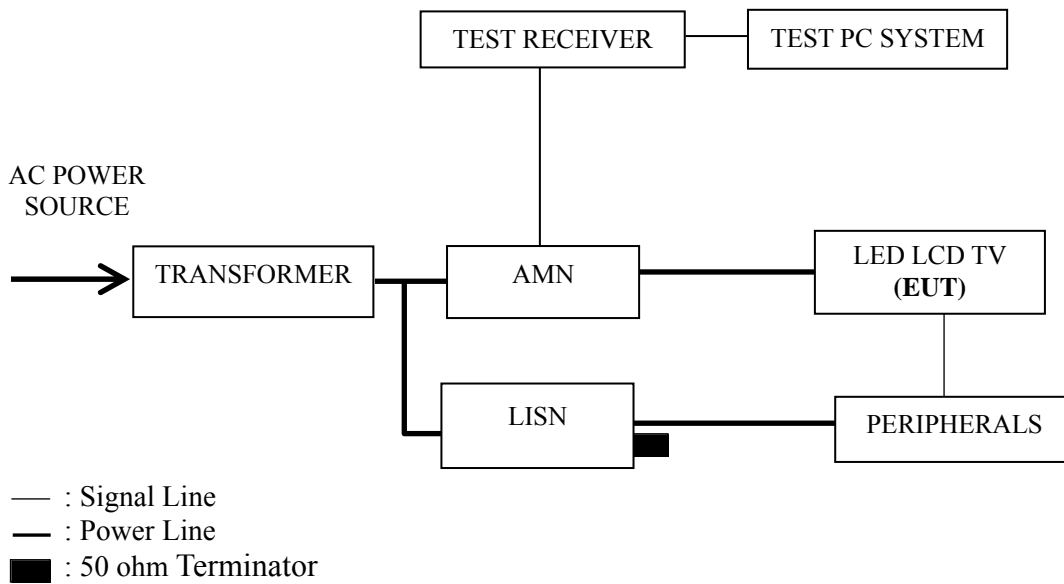 TEST RECEIVER
TEST PC SYSTEM
AC POWER
SOURCE
TRANSFORMER
AMN
LED LCD TV
(EUT)
LISN
PERIPHERALS
: Signal Line
: Power Line
: 50 ohm Terminator